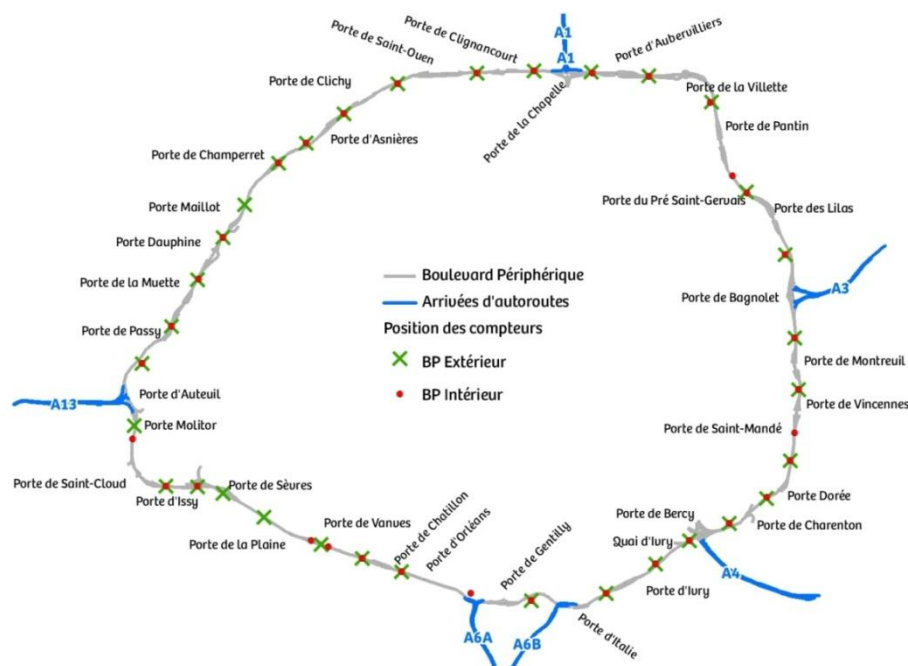 A1
Porte de Clignancourt
Porte d'Aubervilliers
Porte de Saint-Ouen
A1
Porte de Clichy
Porte de la Chapelle
Porte de la Villette
Porte d'Asnières
Porte de Pantin
Porte de Champerret
Porte du Pré Saint-Gervais
Porte des Lilas
Porte Maillot
Porte Dauphine
Boulevard Périphérique
Porte de la Muette
A3
Arrivées d'autoroutes
Porte de Bagnolet
Position des compteurs
Porte de Passy
BP Extérieur
Porte de Montreuil
Porte d'Auteuil
BP Intérieur
A13
Porte de Vincennes
Porte Molitor
Porte de Saint-Mandé
Porte de Saint-Cloud
Porte de Sèvres
Porte d'Issy
Porte Dorée
Porte de Bercy
Porte de Charenton
Porte de Vanves
Porte de Chatillon
Porte d'Orléans
Porte de la Plaine
Quai d'Ivry
Porte de Gentilly
A4
Porte d'Ivry
Porte d'Italie
A6A
A6B